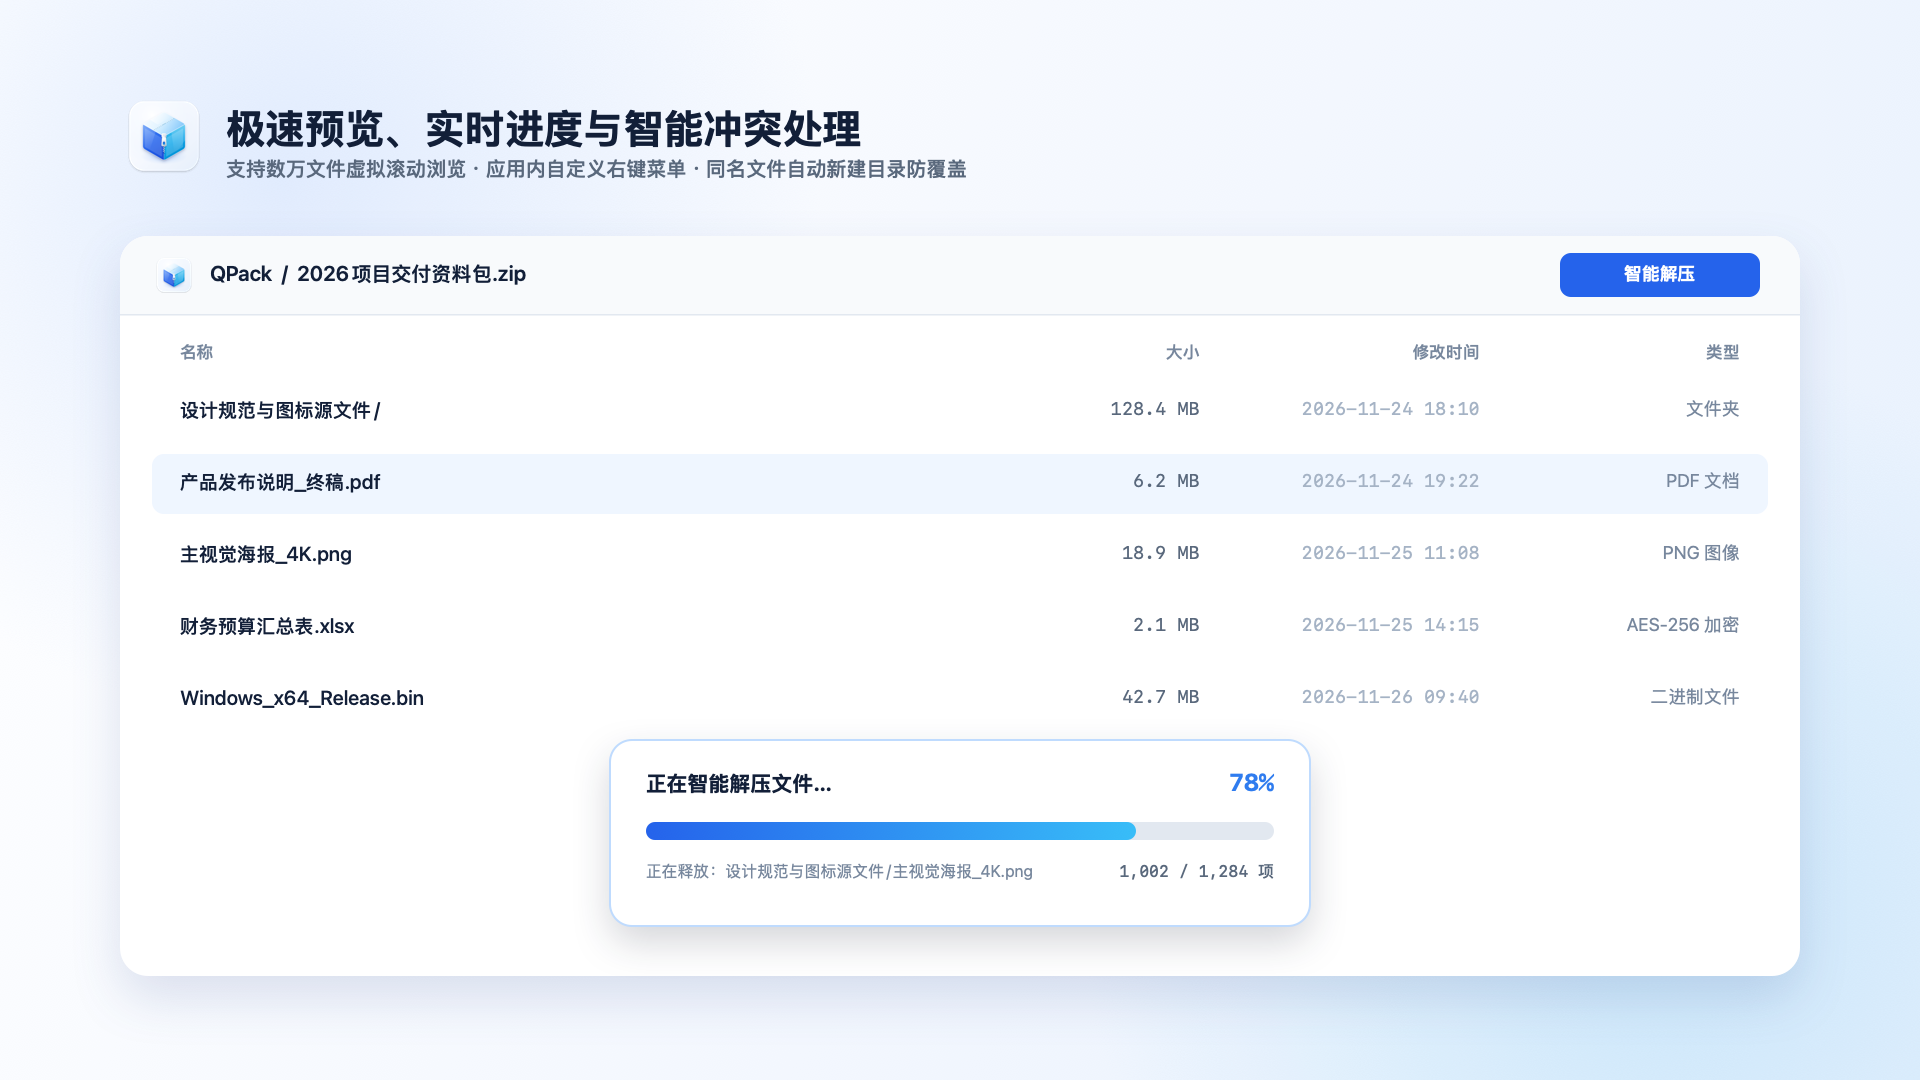 极速预览、实时进度与智能冲突处理
支持数万文件虚拟滚动浏览 · 应用内自定义右键菜单 · 同名文件自动新建目录防覆盖
QPack / 2026项目交付资料包.zip
智能解压
名称 大小 修改时间 类型
设计规范与图标源文件/ 128.4 MB 2026-11-24 18:10 文件夹
产品发布说明_终稿.pdf 6.2 MB 2026-11-24 19:22 PDF 文档
主视觉海报_4K.png 18.9 MB 2026-11-25 11:08 PNG 图像
财务预算汇总表.xlsx 2.1 MB 2026-11-25 14:15 AES-256 加密
Windows_x64_Release.bin 42.7 MB 2026-11-26 09:40 二进制文件
正在智能解压文件... 78%
正在释放：设计规范与图标源文件/主视觉海报_4K.png 1,002 / 1,284 项